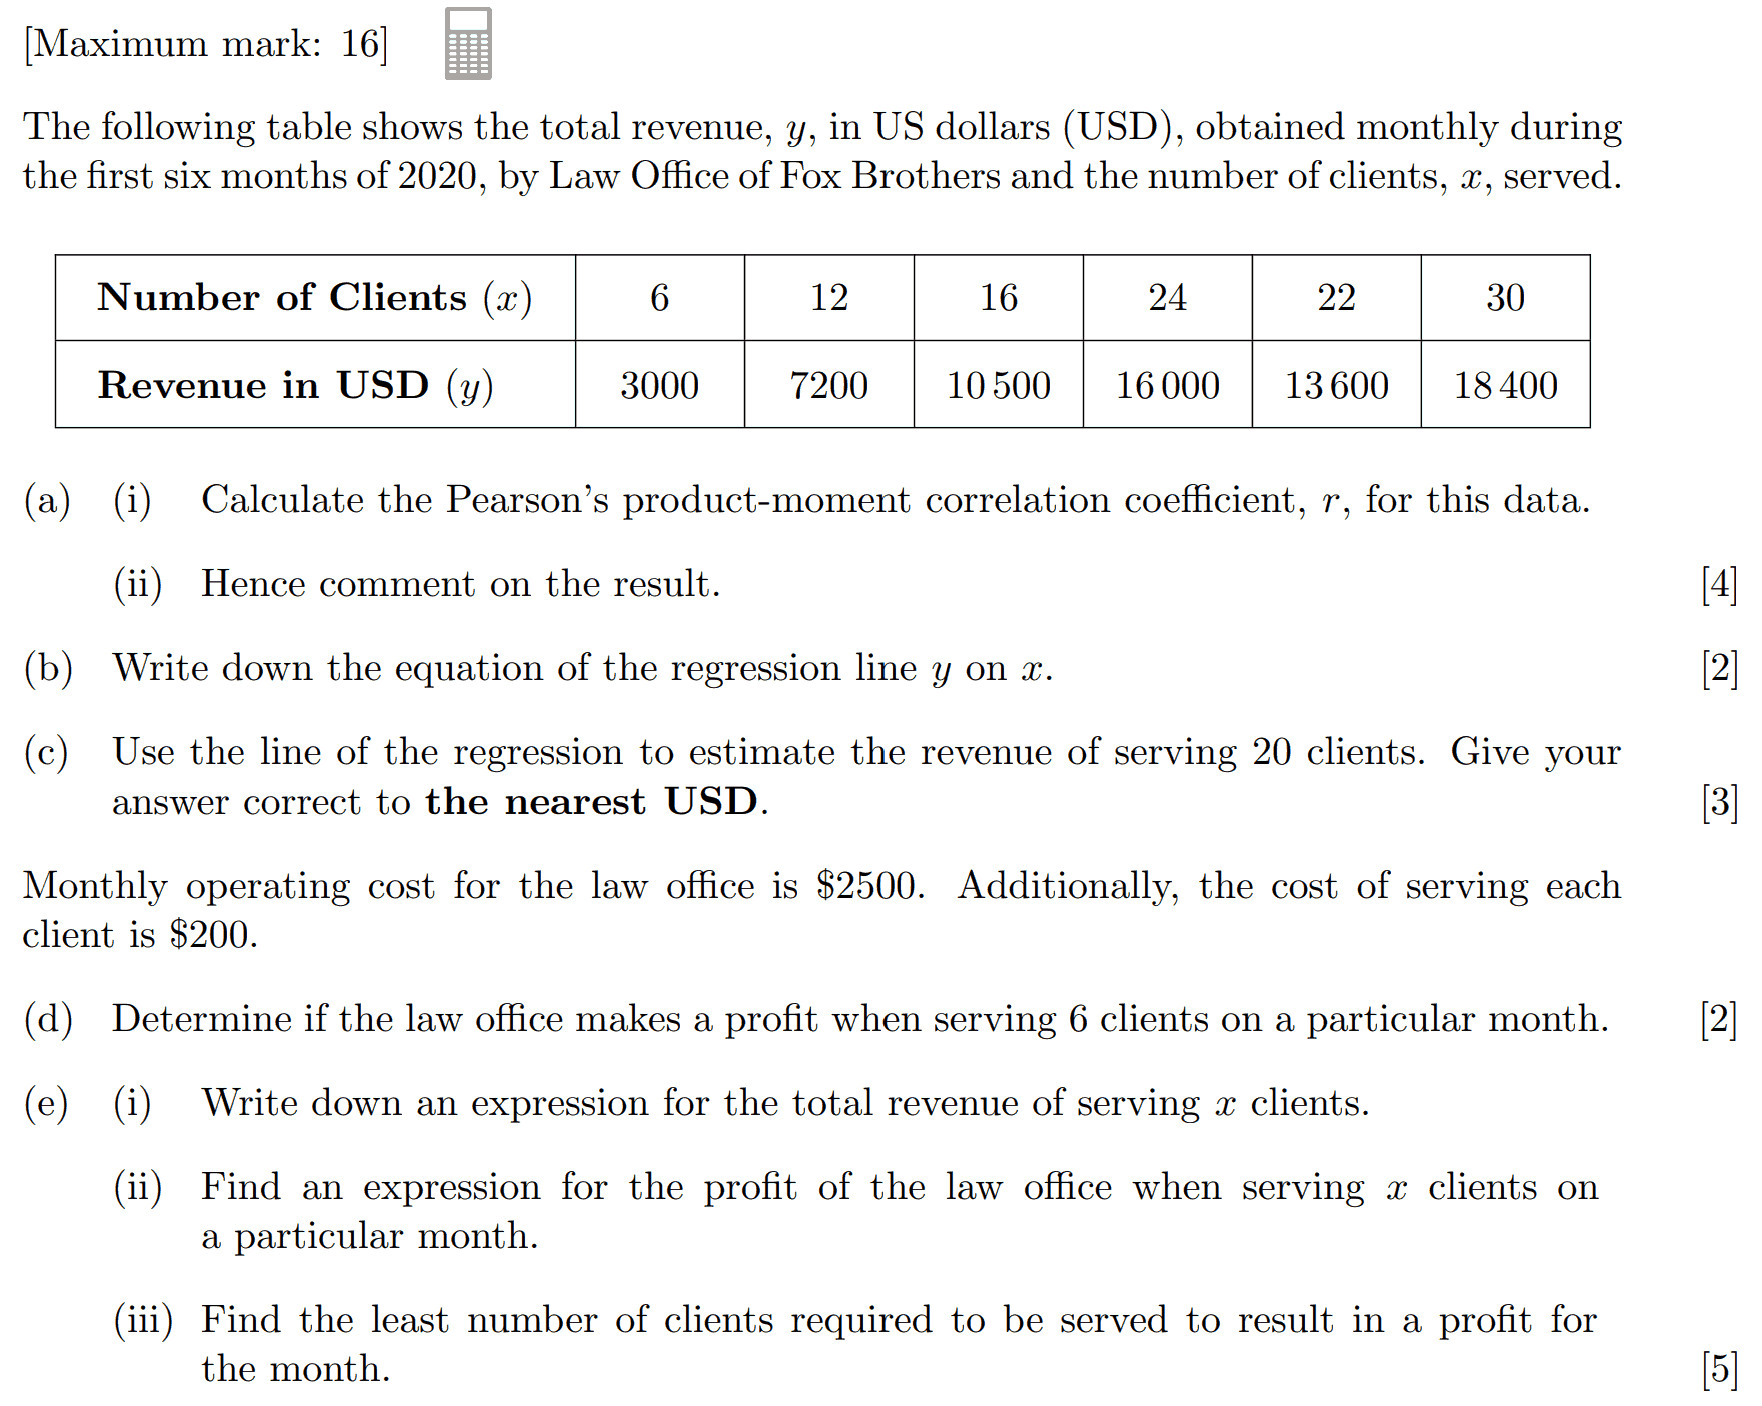 [Maximum mark: 16]
The following table shows the total revenue, y, in US dollars (USD), obtained monthly during
the first six months of 2020, by Law Office of Fox Brothers and the number of clients, x, served.
Number of Clients (x) 6 12 16 24 22 30
Revenue in USD (y) 3000 7200 10 500 16 000 13 600 18 400
(a) (i) Calculate the Pearson's product-moment correlation coefficient, r, for this data.
(ii) Hence comment on the result. [4]
(b) Write down the equation of the regression line y on x. [2]
(c) Use the line of the regression to estimate the revenue of serving 20 clients. Give your
answer correct to the nearest USD. [3]
Monthly operating cost for the law office is $2500. Additionally, the cost of serving each
client is $200.
(d) Determine if the law office makes a profit when serving 6 clients on a particular month. [2]
(e) (i) Write down an expression for the total revenue of serving x clients.
(ii) Find an expression for the profit of the law office when serving x clients on
a particular month.
(iii) Find the least number of clients required to be served to result in a profit for
the month. [5]